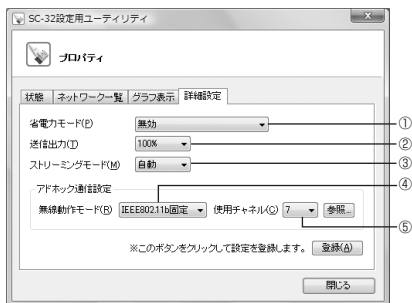 SC-32設定用ユーティリティ
プロパティ
状態 ネットワーク一覧 グラフ表示 詳細設定
省電力モード(P) 無効 ①
送信出力(T) 100% ②
ストリーミングモード(M) 自動 ③
アドホック通信設定 ④
無線動作モード(R) IEEE802.11b固定 使用チャネル(C) 7 参照...
⑤
※このボタンをクリックして設定を登録します。 登録(A)
閉じる